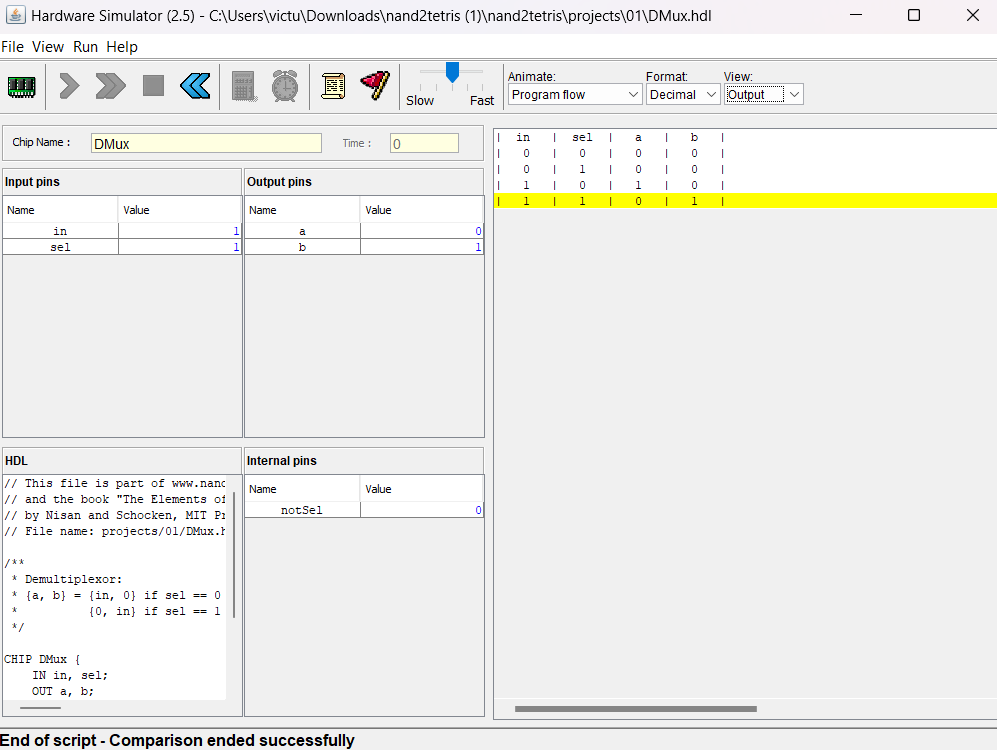 Hardware Simulator (2.5) - C:\Users\victu\Downloads\nand2tetris (1)\nand2tetris\projects\01\DMux.hdl
File View Run Help
Animate: Format: View:
Slow Fast Program flow Decimal Output
Chip Name : DMux Time : 0
Input pins
Name Value
in 1
sel 1
Output pins
Name Value
a 0
b 1
| in | sel | a | b |
| 0 | 0 | 0 | 0 |
| 0 | 1 | 0 | 0 |
| 1 | 0 | 1 | 0 |
| 1 | 1 | 0 | 1 |
HDL
// This file is part of www.nand
// and the book "The Elements of
// by Nisan and Schocken, MIT Pr
// File name: projects/01/DMux.h
/**
* Demultiplexor:
* {a, b} = {in, 0} if sel == 0
* {0, in} if sel == 1
*/
CHIP DMux {
IN in, sel;
OUT a, b;
Internal pins
Name Value
notSel 0
End of script - Comparison ended successfully